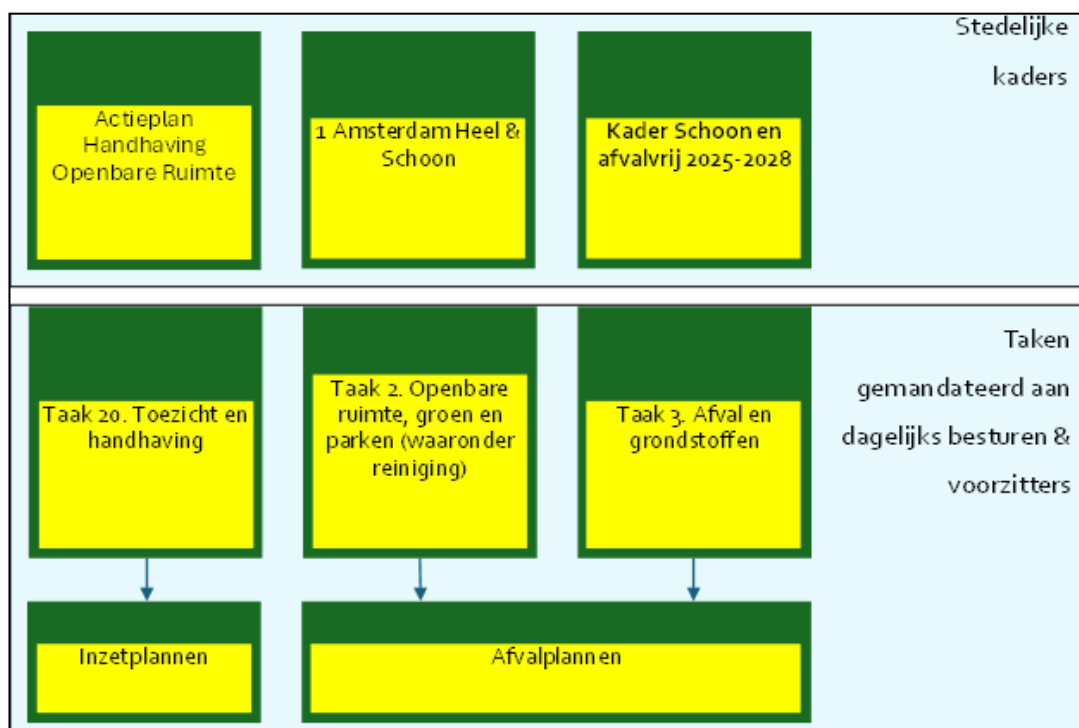 Stedelijke
kaders
Actieplan
Handhaving
Openbare Ruimte
1 Amsterdam Heel &
Schoon
Kader Schoon en
afvalvrij 2025-2028
Taken
gemandateerd aan
dagelijks besturen &
voorzitters
Taak 20. Toezicht en
handhaving
Taak 2. Openbare
ruimte, groen en
parken (waaronder
reiniging)
Taak 3. Afval en
grondstoffen
Inzetplannen
Afvalplannen